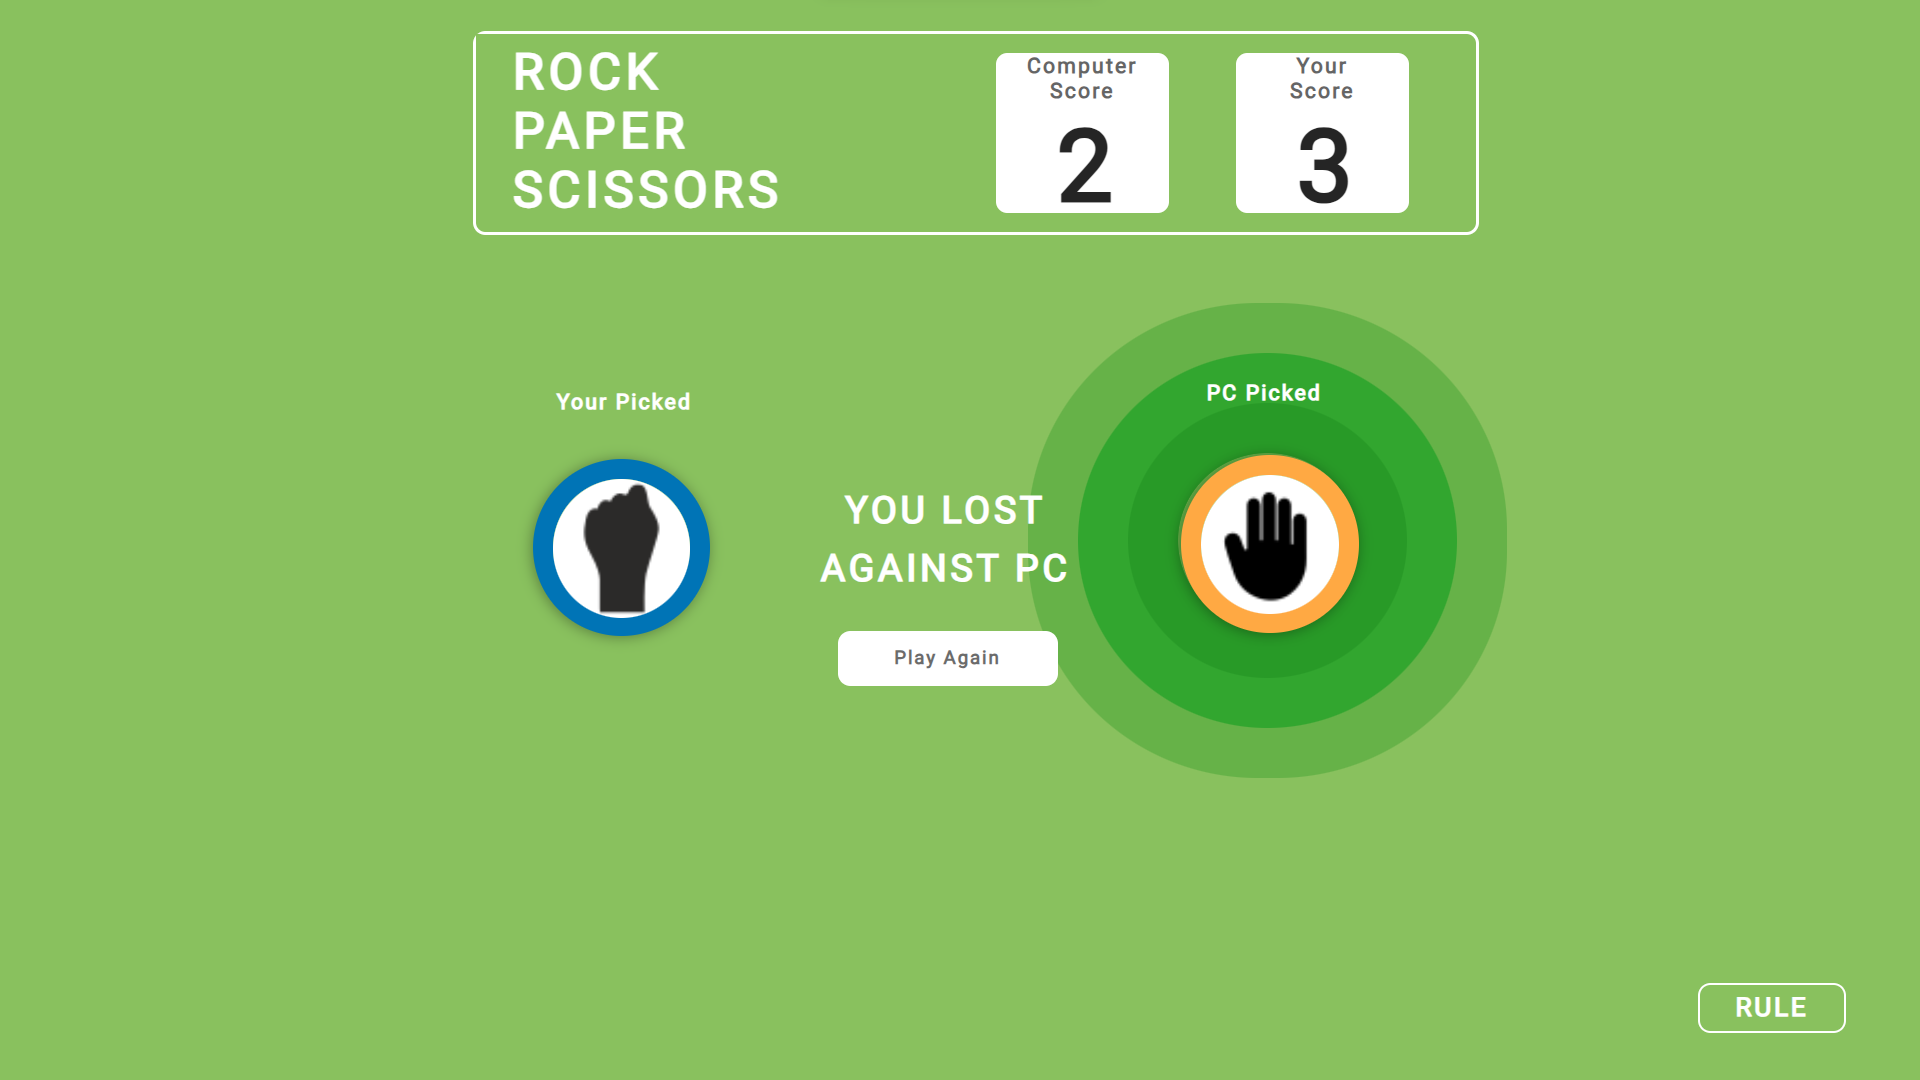 ROCK
PAPER
SCISSORS
Computer
Score
2
Your
Score
3
Your Picked
PC Picked
YOU LOST
AGAINST PC
Play Again
RULE